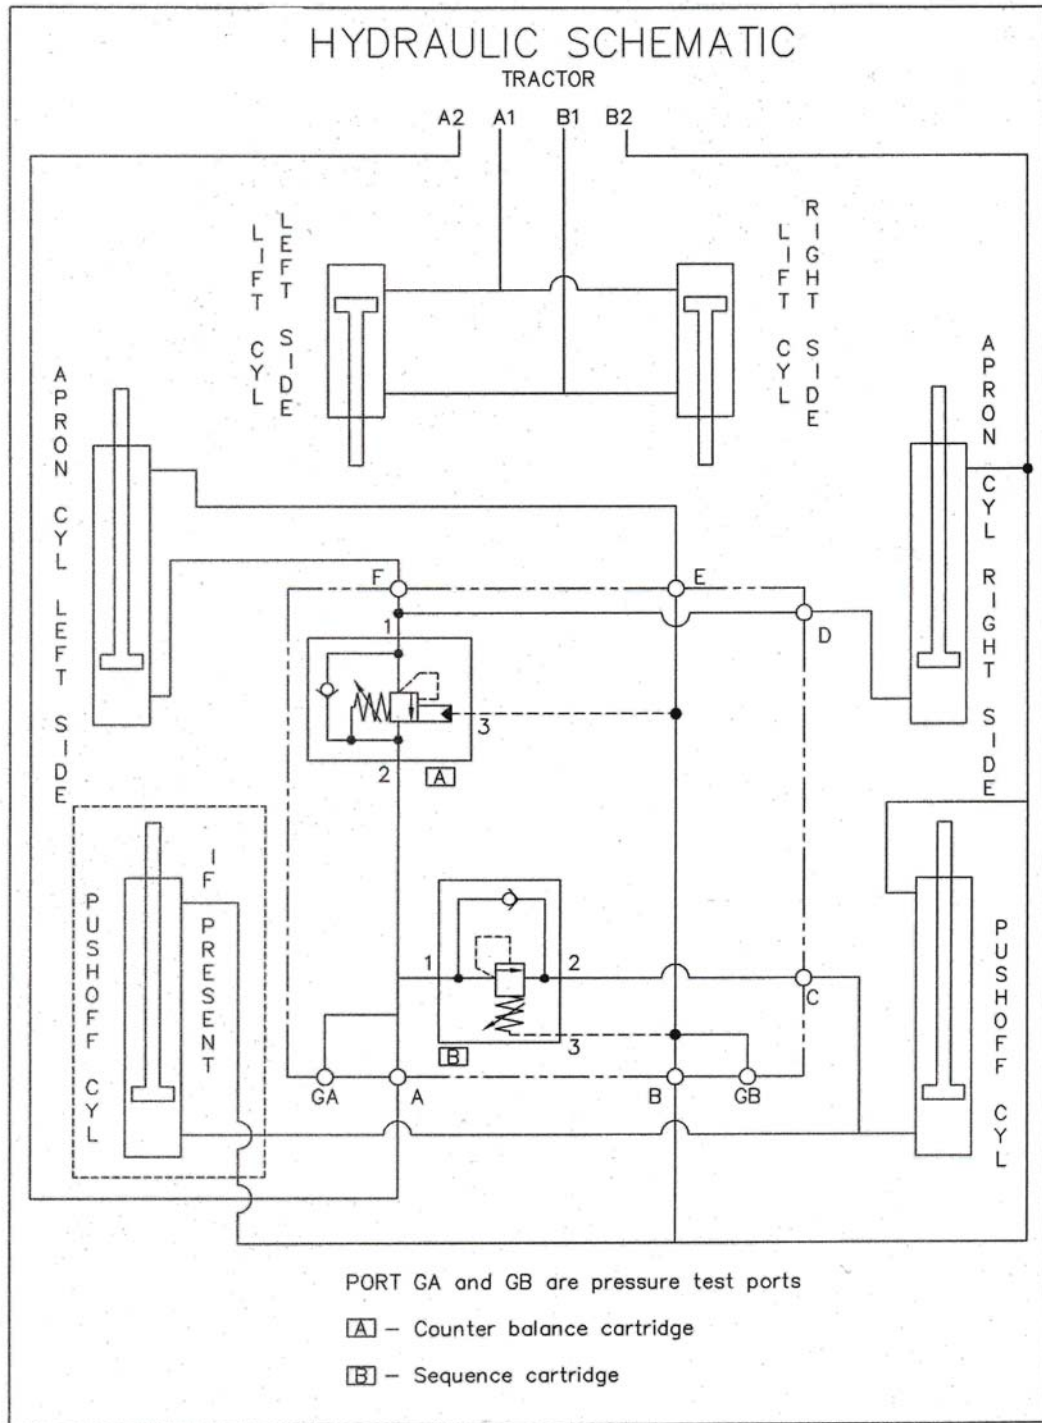 HYDRAULIC SCHEMATIC
TRACTOR
A2 A1 B1 B2
LEFT SIDE
LIFT CYL
RIGHT SIDE
LIFT CYL
APRON CYL LEFT SIDE
APRON CYL RIGHT SIDE
F
E
D
1
3
2
A
IF PRESENT
PUSHOFF CYL
PUSHOFF CYL
1
2
C
3
B
GA
A
B
GB
PORT GA and GB are pressure test ports
A – Counter balance cartridge
B – Sequence cartridge